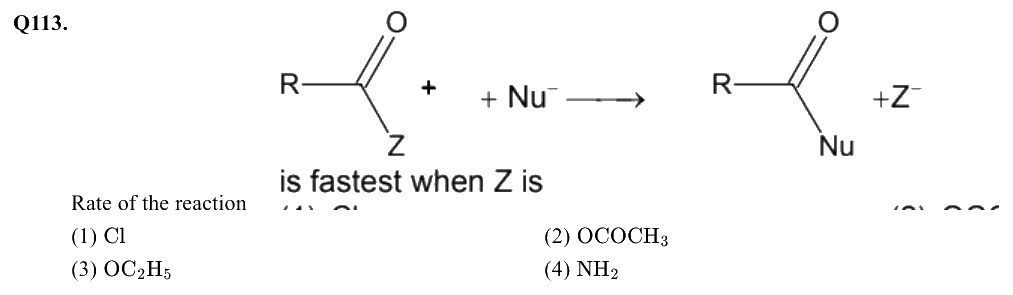 Q113.
O O
R + + Nu⁻ ⟶ R +Z⁻
Z Nu
is fastest when Z is
Rate of the reaction
(1) Cl (2) OCOCH₃
(3) OC₂H₅ (4) NH₂